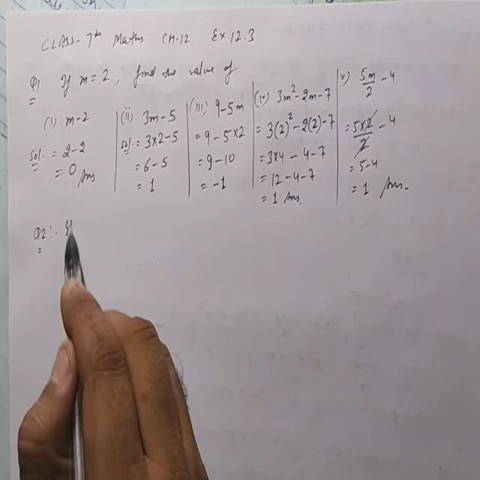 CLASS- 7th Maths CH-12 Ex 12.3
Q1 If m = 2, find the value of
(i) m-2
Sol. = 2-2
= 0 Ans
(ii) 3m-5
Sol. = 3×2-5
= 6-5
= 1
(iii) 9-5m
= 9-5×2
= 9-10
= -1
(iv) 3m²-2m-7
= 3(2)²-2(2)-7
= 3×4-4-7
= 12-4-7
= 1 Ans.
v) 5m/2 - 4
= 5×2/2 - 4
= 5-4
= 1 Ans.
Q2:-